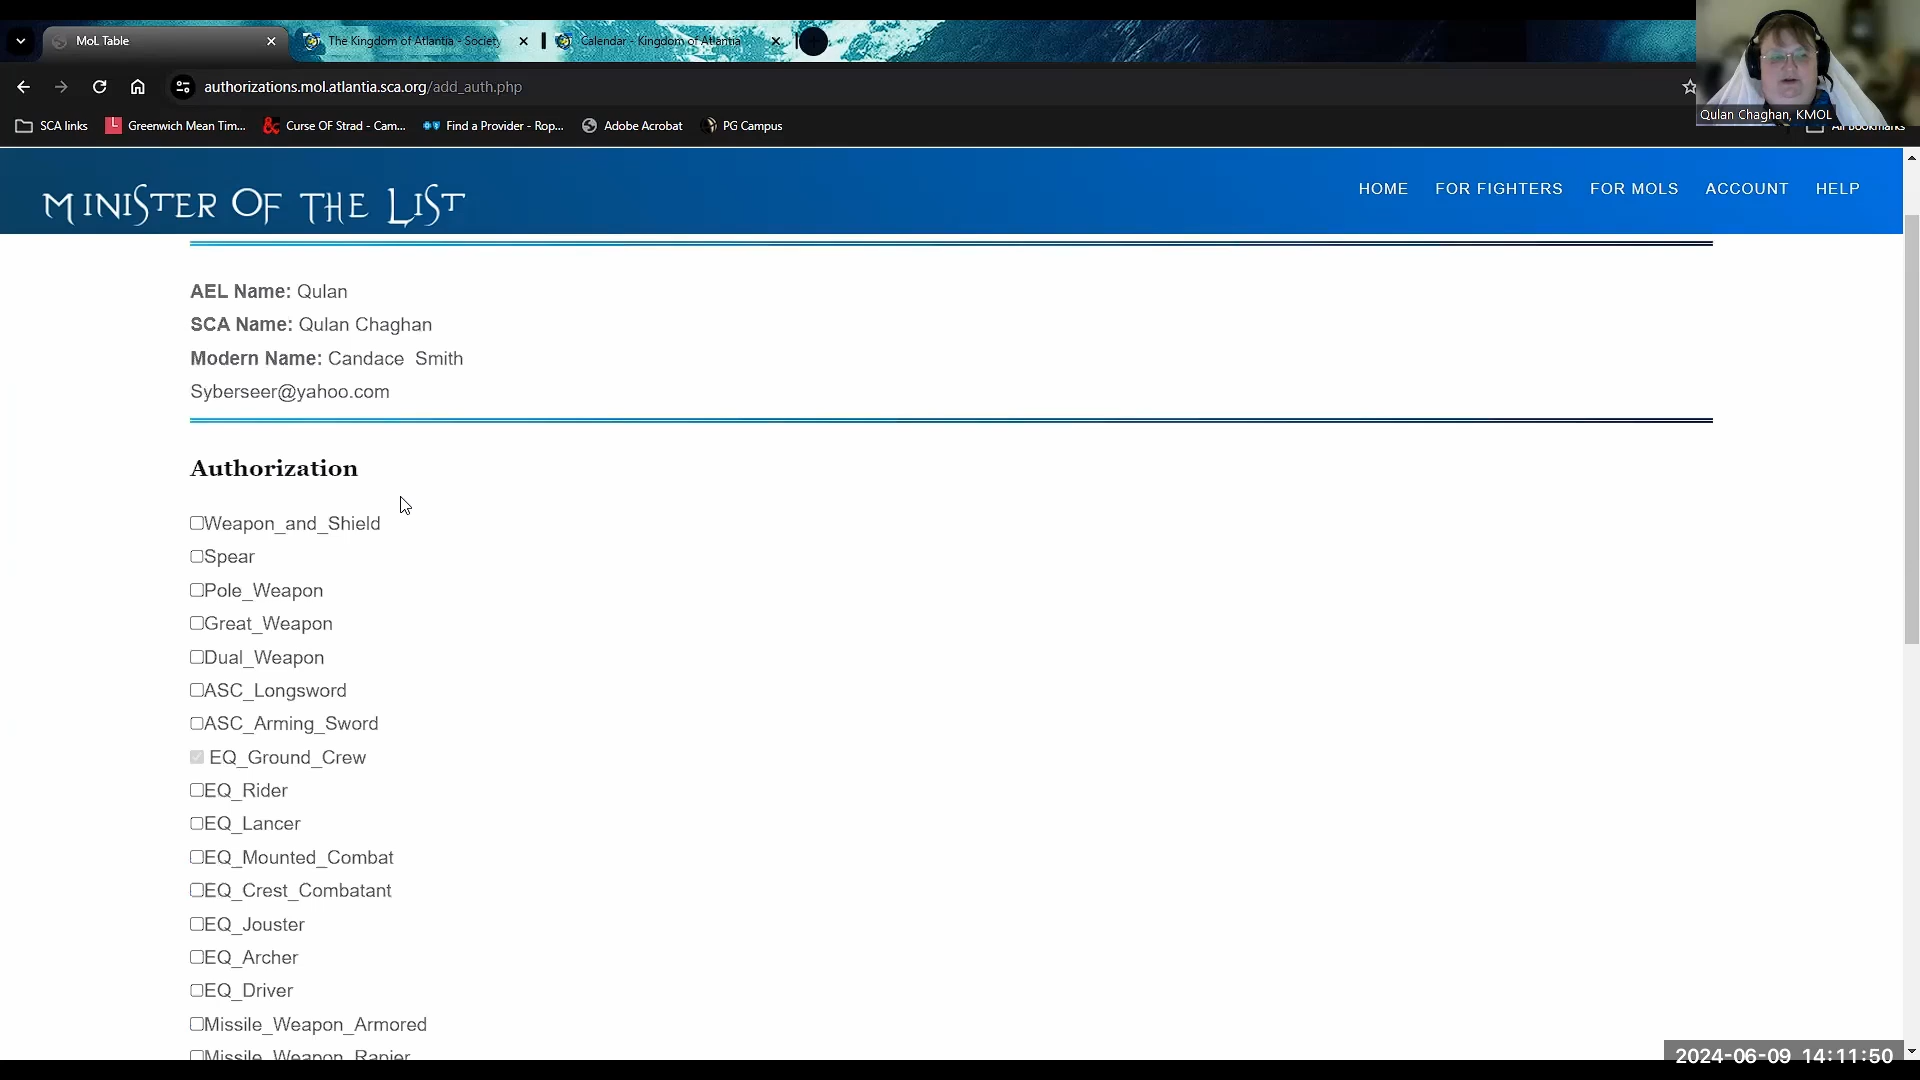 MoL Table
The Kingdom of Atlantia - Society
Calendar - Kingdom of Atlantia
authorizations.mol.atlantia.sca.org/add_auth.php
SCA links
Greenwich Mean Tim...
Curse OF Strad - Cam...
Find a Provider - Rop...
Adobe Acrobat
PG Campus
All Bookmarks
Qulan Chaghan, KMOL
MINISTER OF THE LIST
HOME
FOR FIGHTERS
FOR MOLS
ACCOUNT
HELP
AEL Name: Qulan
SCA Name: Qulan Chaghan
Modern Name: Candace Smith
Syberseer@yahoo.com
Authorization
Weapon_and_Shield
Spear
Pole_Weapon
Great_Weapon
Dual_Weapon
ASC_Longsword
ASC_Arming_Sword
EQ_Ground_Crew
EQ_Rider
EQ_Lancer
EQ_Mounted_Combat
EQ_Crest_Combatant
EQ_Jouster
EQ_Archer
EQ_Driver
Missile_Weapon_Armored
Missile_Weapon_Rapier
2024-06-09 14:11:50